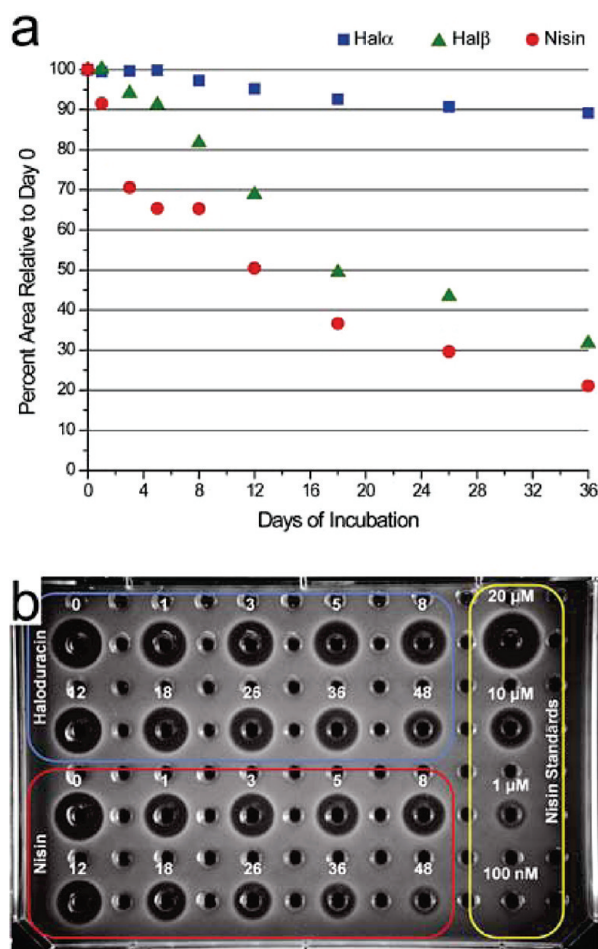 a
Halα Halβ Nisin
100
90
80
70
60
50
40
30
20
10
0
Percent Area Relative to Day 0
0 4 8 12 16 20 24 28 32 36
Days of Incubation
b
0 1 3 5 8
12 18 26 36 48
Haloduracin
0 1 3 5 8
12 18 26 36 48
Nisin
20 µM
10 µM
1 µM
100 nM
Nisin Standards